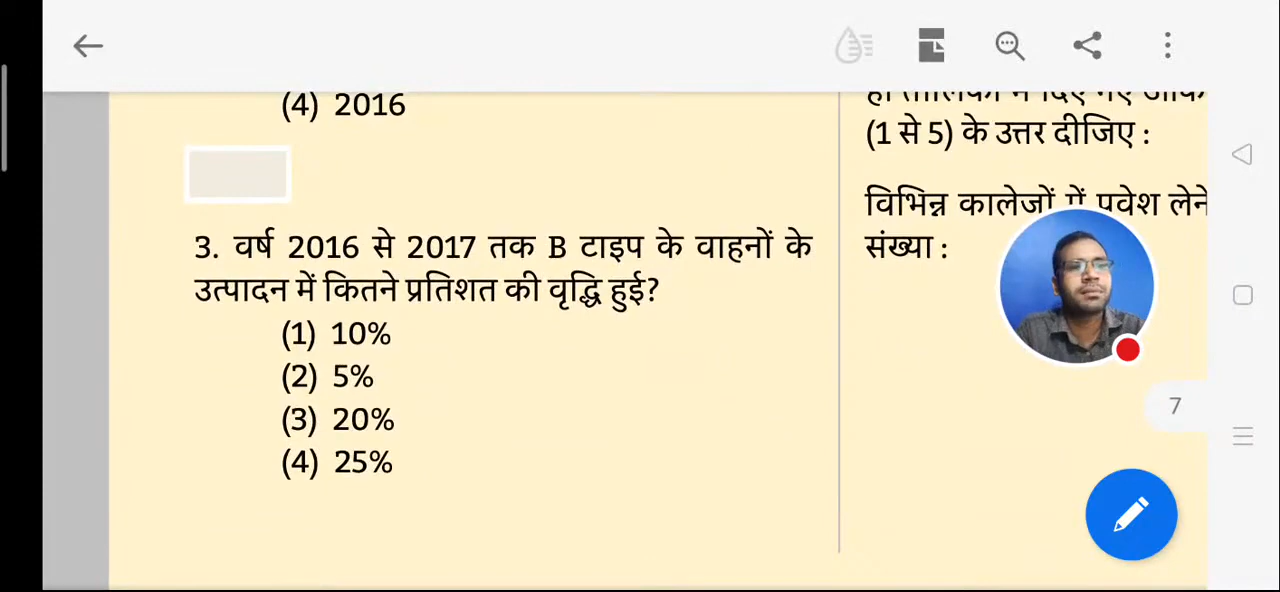 (4) 2016
3. वर्ष 2016 से 2017 तक B टाइप के वाहनों के
उत्पादन में कितने प्रतिशत की वृद्धि हुई?
(1) 10%
(2) 5%
(3) 20%
(4) 25%
(1 से 5) के उत्तर दीजिए :
विभिन्न कालेजों में प्रवेश लेने
संख्या :
7